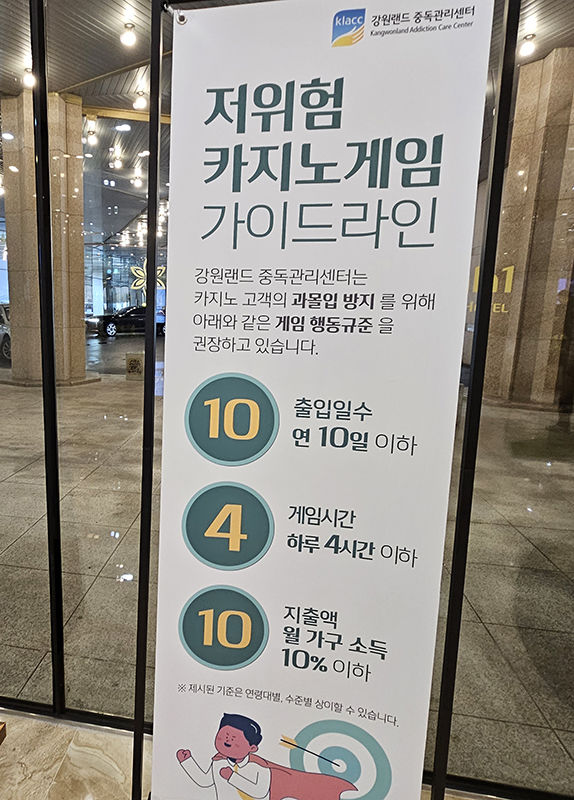 klacc
강원랜드 중독관리센터
Kangwonland Addiction Care Center
저위험
카지노게임
가이드라인
강원랜드 중독관리센터는
카지노 고객의 과몰입 방지 를 위해
아래와 같은 게임 행동규준 을
권장하고 있습니다.
10
출입일수
연 10일 이하
4
게임시간
하루 4시간 이하
10
지출액
월 가구 소득
10% 이하
※ 제시된 기준은 연령대별, 수준별 상이할 수 있습니다.